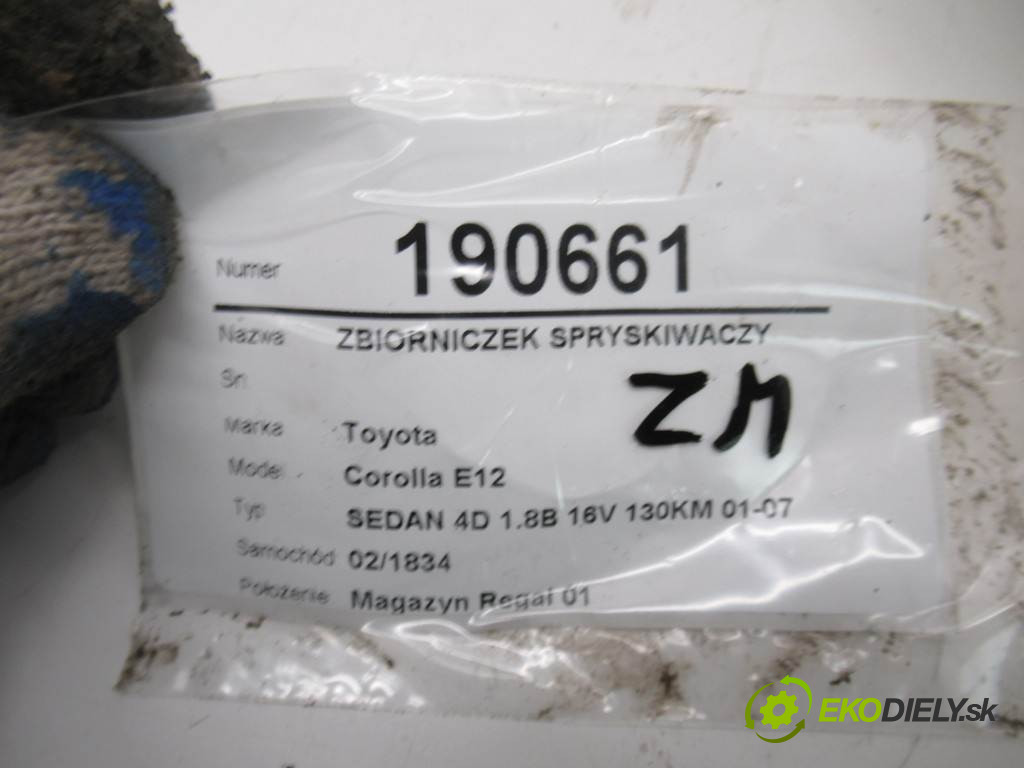 Numer 190661
Nazwa ZBIORNICZEK SPRYSKIWACZY
Sn
ZM
Marka Toyota
Model Corolla E12
Typ SEDAN 4D 1.8B 16V 130KM 01-07
Samochód 02/1834
Położenie Magazyn Regał 01
EKODIELY.sk